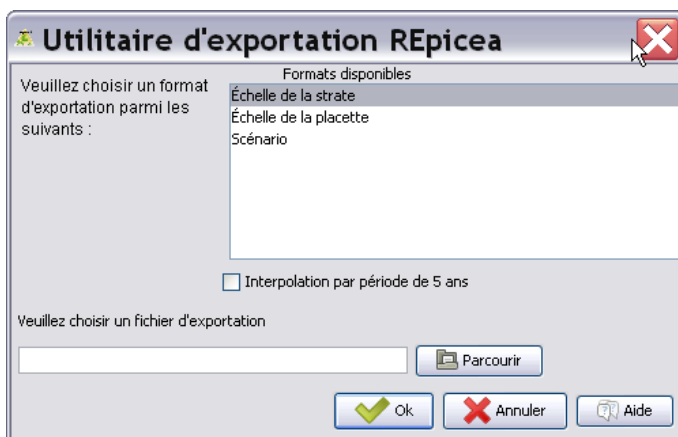 Utilitaire d'exportation REpicea
Veuillez choisir un format
d'exportation parmi les
suivants :
Formats disponibles
Échelle de la strate
Échelle de la placette
Scénario
Interpolation par période de 5 ans
Veuillez choisir un fichier d'exportation
Parcourir
Ok
Annuler
Aide